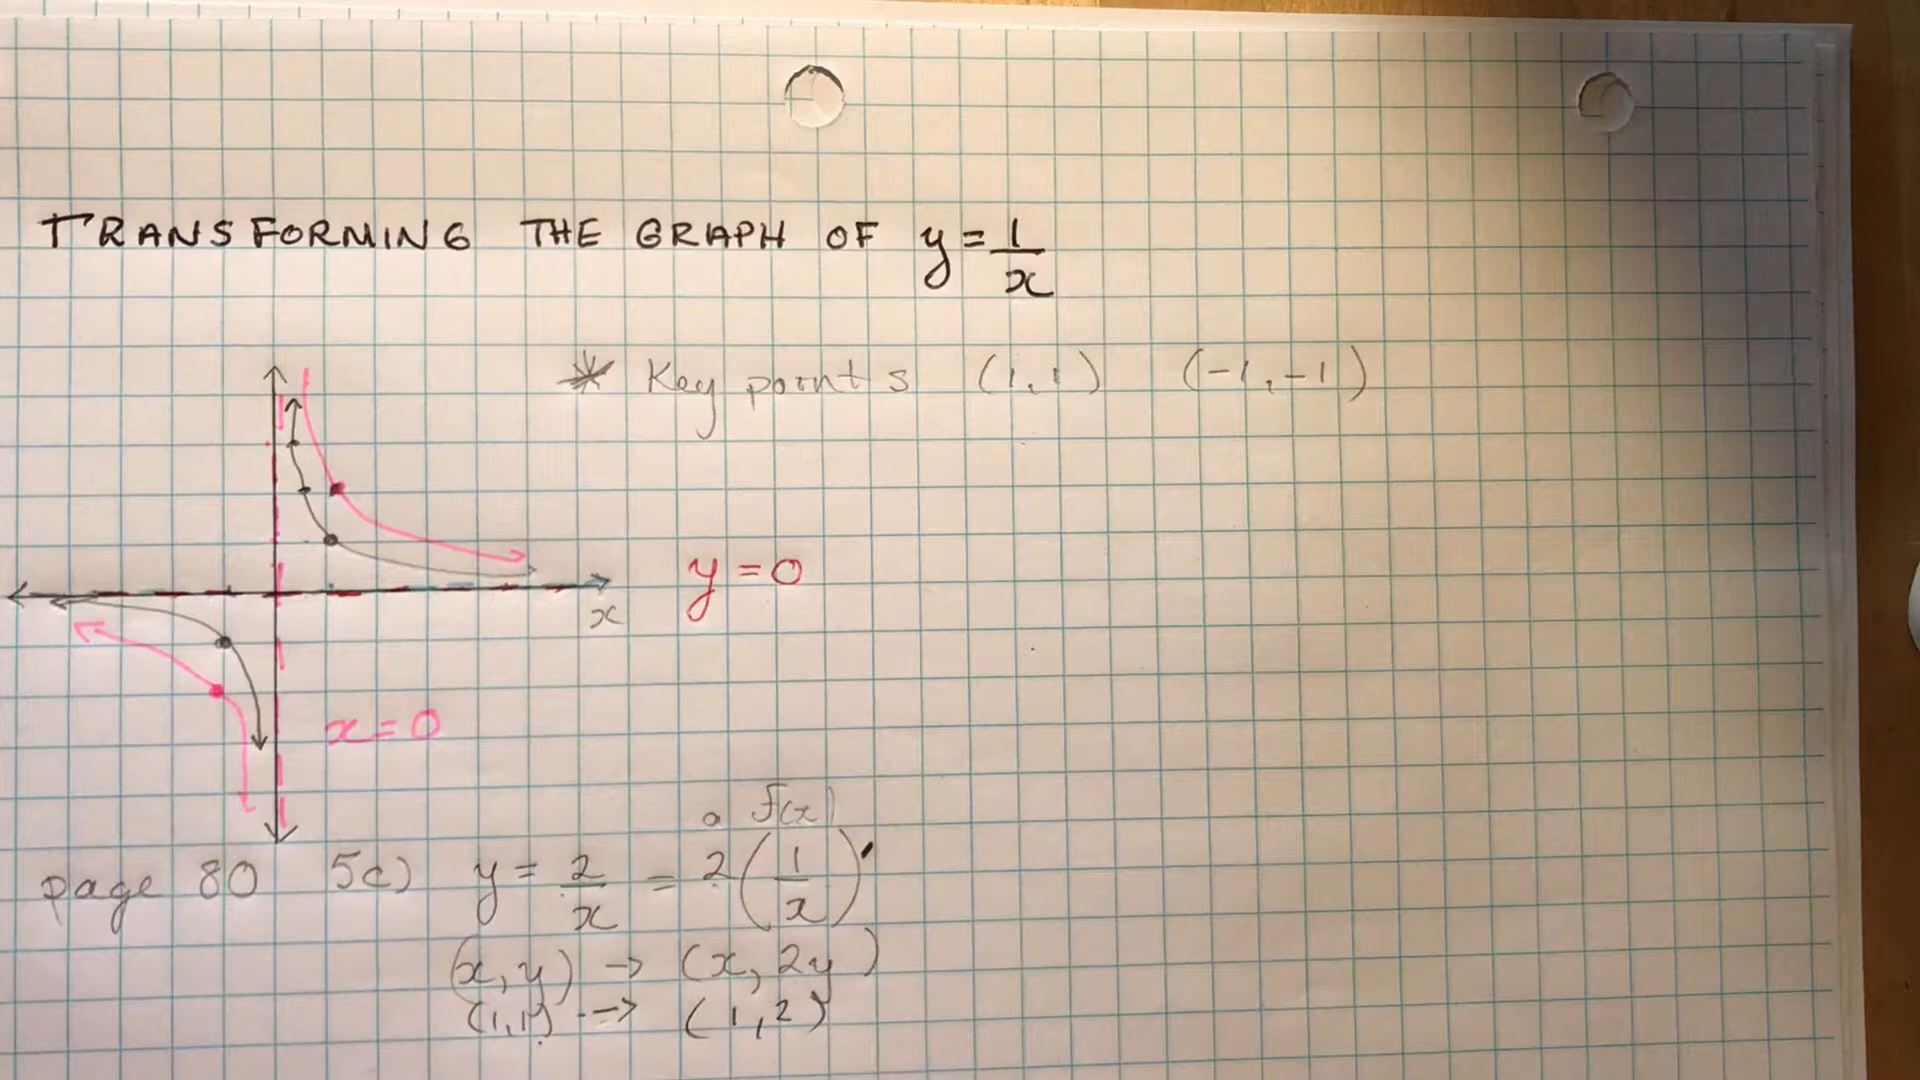 TRANSFORMING THE GRAPH OF y = 1/x
* Key points (1,1) (-1,-1)
y = 0
x
x = 0
a f(x)
page 80 5c) y = 2/x = 2(1/x)
(x,y) → (x, 2y)
(1,1) → (1,2)